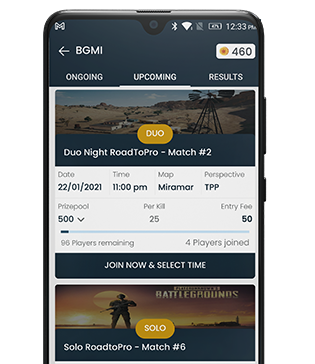 47% 12:33 PM
BGMI
460
ONGOING UPCOMING RESULTS
DUO
Duo Night RoadToPro - Match #2
Date Time Map Perspective
22/01/2021 11:00 pm Miramar TPP
Prizepool Per Kill Entry Fee
500 25 50
96 Players remaining 4 Players joined
JOIN NOW & SELECT TIME
BATTLEGROUNDS
SOLO
Solo RoadtoPro - Match #6